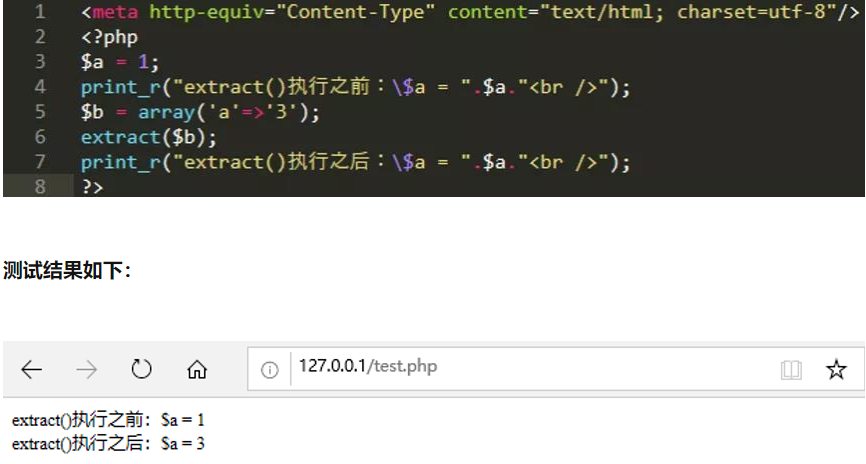 1 <meta http-equiv="Content-Type" content="text/html; charset=utf-8"/>
2 <?php
3 $a = 1;
4 print_r("extract()执行之前：\$a = ".$a."<br />");
5 $b = array('a'=>'3');
6 extract($b);
7 print_r("extract()执行之后：\$a = ".$a."<br />");
8 ?>
测试结果如下：
127.0.0.1/test.php
extract()执行之前：$a = 1
extract()执行之后：$a = 3